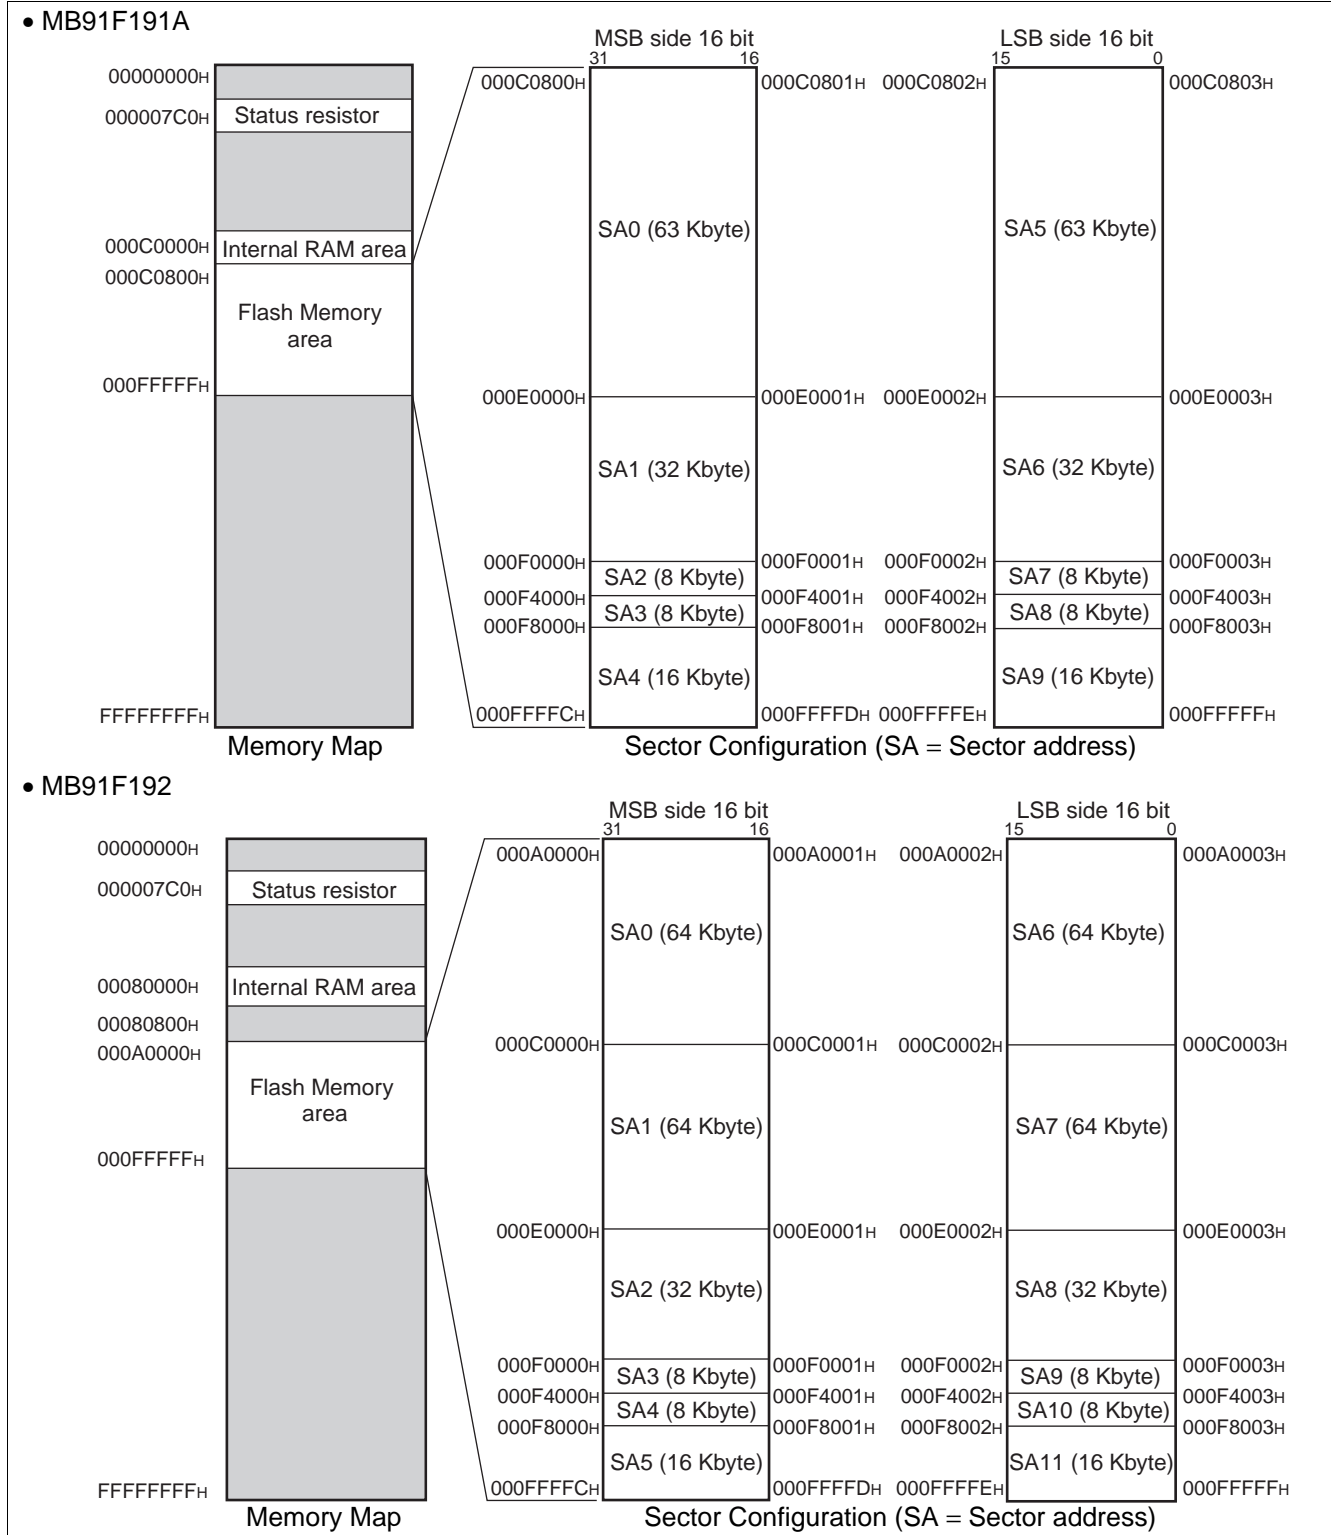 • MB91F191A
MSB side 16 bit
LSB side 16 bit
31 16
15 0
00000000H
000007C0H
Status resistor
000C0000H
Internal RAM area
000C0800H
Flash Memory
area
000FFFFFH
FFFFFFFFH
Memory Map
000C0800H 000C0801H 000C0802H 000C0803H
SA0 (63 Kbyte) SA5 (63 Kbyte)
000E0000H 000E0001H 000E0002H 000E0003H
SA1 (32 Kbyte) SA6 (32 Kbyte)
000F0000H 000F0001H 000F0002H 000F0003H
SA2 (8 Kbyte) SA7 (8 Kbyte)
000F4000H 000F4001H 000F4002H 000F4003H
SA3 (8 Kbyte) SA8 (8 Kbyte)
000F8000H 000F8001H 000F8002H 000F8003H
SA4 (16 Kbyte) SA9 (16 Kbyte)
000FFFFCH 000FFFFDH 000FFFFEH 000FFFFFH
Sector Configuration (SA = Sector address)
• MB91F192
MSB side 16 bit
LSB side 16 bit
31 16
15 0
00000000H
000007C0H
Status resistor
00080000H
Internal RAM area
00080800H
000A0000H
Flash Memory
area
000FFFFFH
FFFFFFFFH
Memory Map
000A0000H 000A0001H 000A0002H 000A0003H
SA0 (64 Kbyte) SA6 (64 Kbyte)
000C0000H 000C0001H 000C0002H 000C0003H
SA1 (64 Kbyte) SA7 (64 Kbyte)
000E0000H 000E0001H 000E0002H 000E0003H
SA2 (32 Kbyte) SA8 (32 Kbyte)
000F0000H 000F0001H 000F0002H 000F0003H
SA3 (8 Kbyte) SA9 (8 Kbyte)
000F4000H 000F4001H 000F4002H 000F4003H
SA4 (8 Kbyte) SA10 (8 Kbyte)
000F8000H 000F8001H 000F8002H 000F8003H
SA5 (16 Kbyte) SA11 (16 Kbyte)
000FFFFCH 000FFFFDH 000FFFFEH 000FFFFFH
Sector Configuration (SA = Sector address)